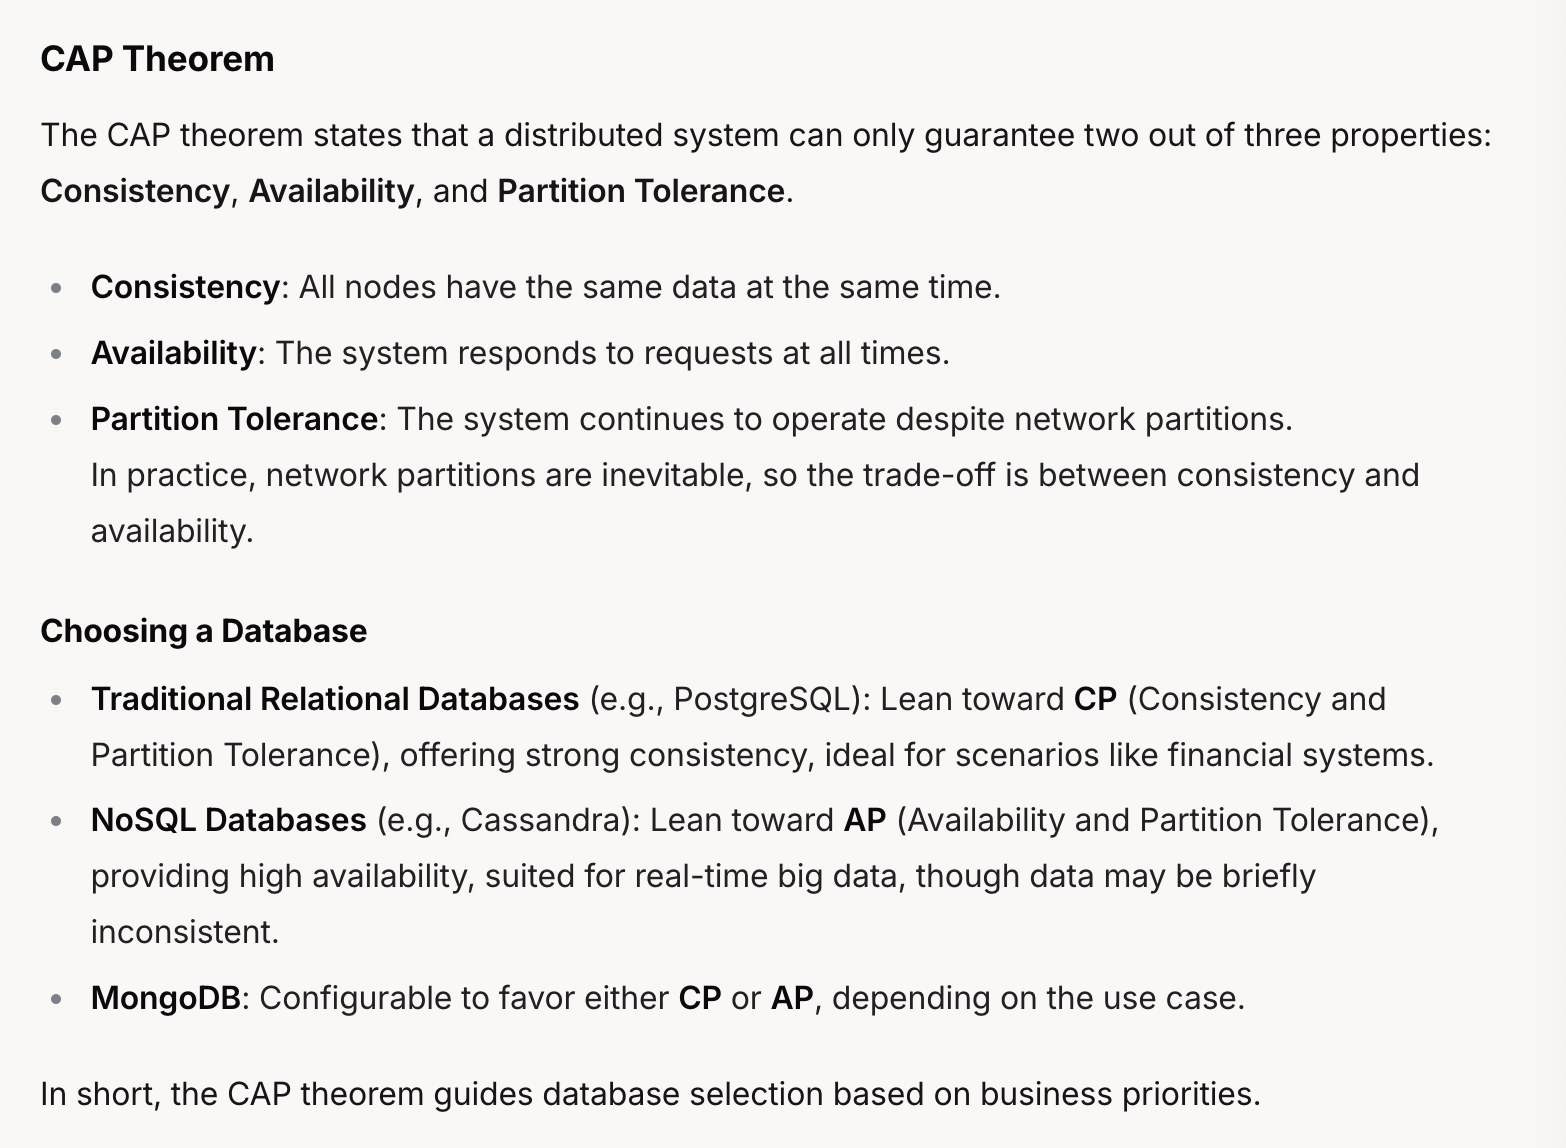 CAP Theorem
The CAP theorem states that a distributed system can only guarantee two out of three properties:
Consistency, Availability, and Partition Tolerance.
• Consistency: All nodes have the same data at the same time.
• Availability: The system responds to requests at all times.
• Partition Tolerance: The system continues to operate despite network partitions.
In practice, network partitions are inevitable, so the trade-off is between consistency and
availability.
Choosing a Database
• Traditional Relational Databases (e.g., PostgreSQL): Lean toward CP (Consistency and
Partition Tolerance), offering strong consistency, ideal for scenarios like financial systems.
• NoSQL Databases (e.g., Cassandra): Lean toward AP (Availability and Partition Tolerance),
providing high availability, suited for real-time big data, though data may be briefly
inconsistent.
• MongoDB: Configurable to favor either CP or AP, depending on the use case.
In short, the CAP theorem guides database selection based on business priorities.